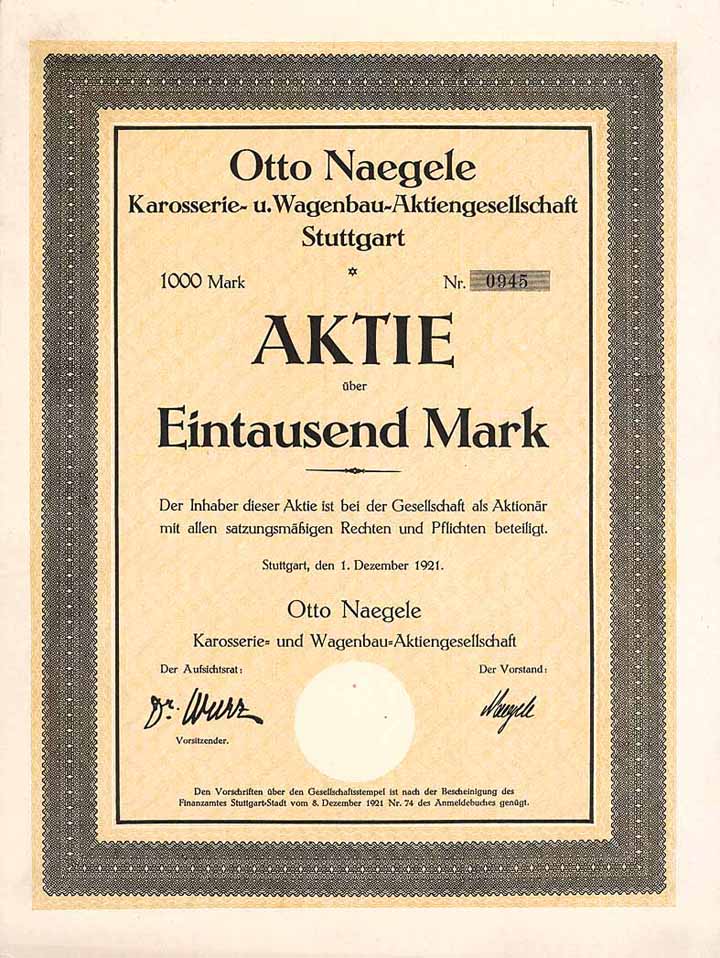 Otto Naegele
Karosserie- u. Wagenbau-Aktiengesellschaft
Stuttgart
1000 Mark
Nr. 0945
AKTIE
über
Eintausend Mark
Der Inhaber dieser Aktie ist bei der Gesellschaft als Aktionär
mit allen satzungsmäßigen Rechten und Pflichten beteiligt.
Stuttgart, den 1. Dezember 1921.
Otto Naegele
Karosserie- und Wagenbau-Aktiengesellschaft
Der Aufsichtsrat:
Der Vorstand:
Dr. Wurz
Naegele
Vorsitzender.
Den Vorschriften über den Gesellschaftsstempel ist nach der Bescheinigung des
Finanzamtes Stuttgart-Stadt vom 8. Dezember 1921 Nr. 74 des Anmeldebuches genügt.